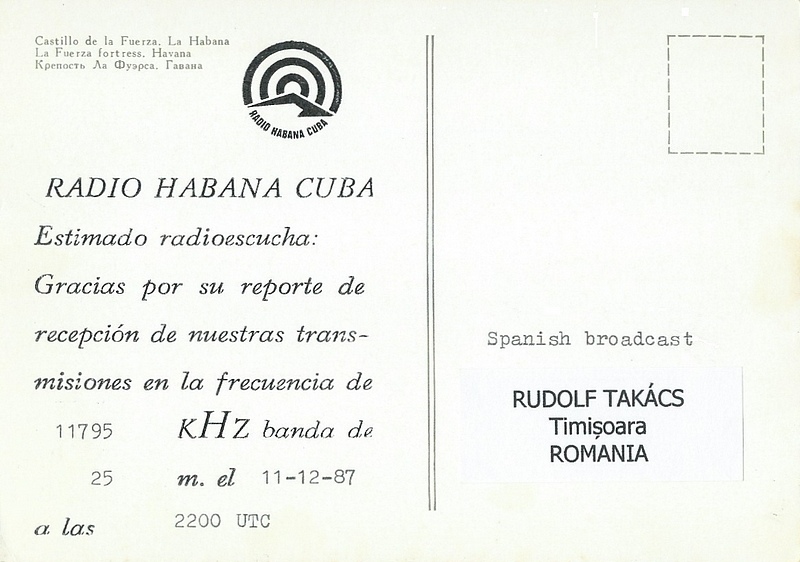 Castillo de la Fuerza. La Habana
La Fuerza fortress. Havana
Крепость Ла Фуэрса. Гавана
RADIO HABANA CUBA
RADIO HABANA CUBA
Estimado radioescucha:
Gracias por su reporte de
recepción de nuestras trans-
misiones en la frecuencia de
11795 KHZ banda de
25 m. el 11-12-87
a las 2200 UTC
Spanish broadcast
RUDOLF TAKÁCS
Timișoara
ROMANIA